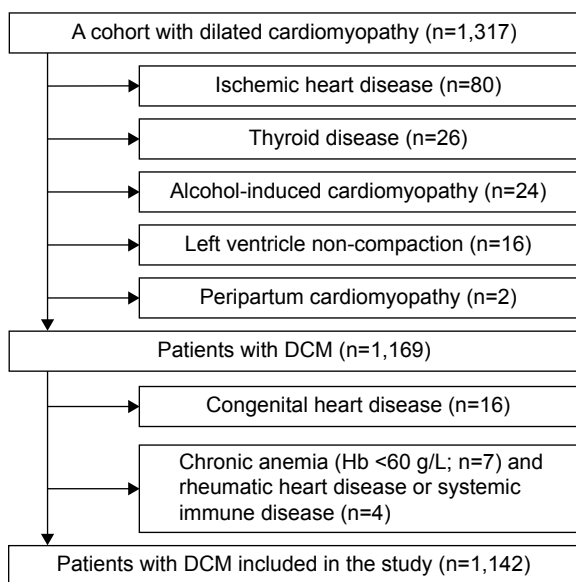 A cohort with dilated cardiomyopathy (n=1,317)
Ischemic heart disease (n=80)
Thyroid disease (n=26)
Alcohol-induced cardiomyopathy (n=24)
Left ventricle non-compaction (n=16)
Peripartum cardiomyopathy (n=2)
Patients with DCM (n=1,169)
Congenital heart disease (n=16)
Chronic anemia (Hb <60 g/L; n=7) and
rheumatic heart disease or systemic
immune disease (n=4)
Patients with DCM included in the study (n=1,142)